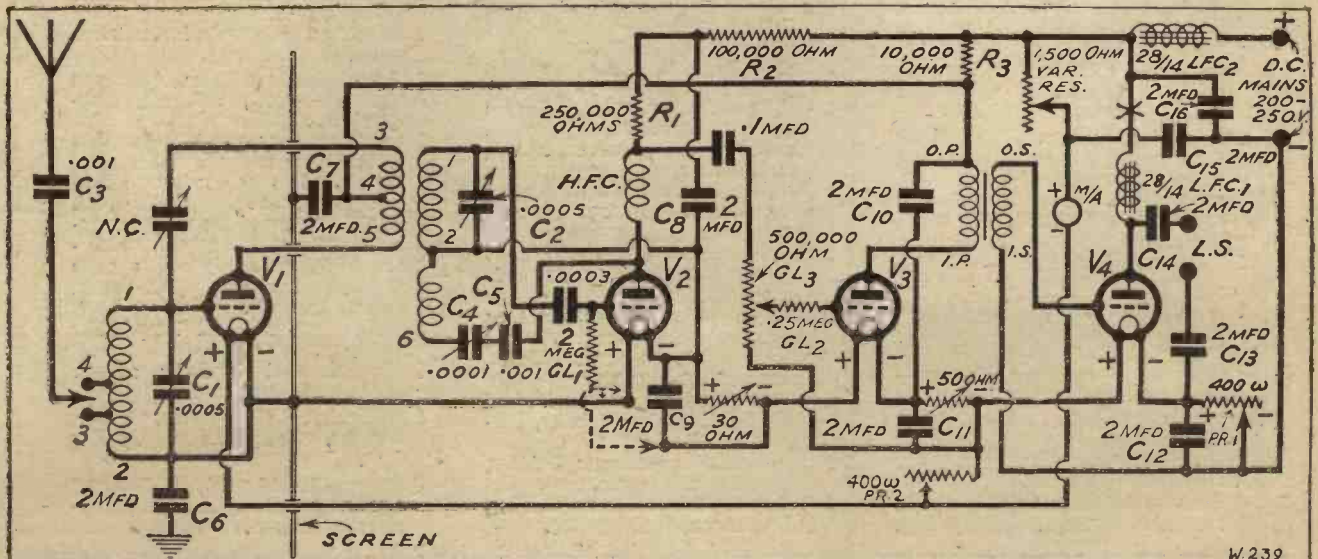 .001
C3
N.C.
1
4
3
2
C1
.0005
2MFD
C6
V1
+
-
SCREEN
3
4
5
C7
2MFD.
1
2
6
.0005
C2
C4
C5
.0001
.001
.0003
2
MEG
GL1
250,000
OHMS
R1
H.F.C.
100,000 OHM
R2
C8
2
MFD
.1MFD
V2
+
-
2MFD
C9
+
-
30
OHM
500,000
OHM
GL3
.25MEG
GL2
10,000
OHM
R3
O.P.
I.P.
2MFD
C10
V3
+
-
2MFD
C11
+
50 OHM
-
400ω
P.R.2
O.S.
I.S.
1,500 OHM
VAR.
RES.
+
M/A
-
28/14 LFC2
2MFD
C16
C15
2MFD
28/14
L.F.C.1
2MFD
C14
L.S.
V4
+
-
2MFD
C13
400ω
+
-
P.R.1
2MFD
C12
+
D.C.
MAINS
200-
250.V.
-
W.239